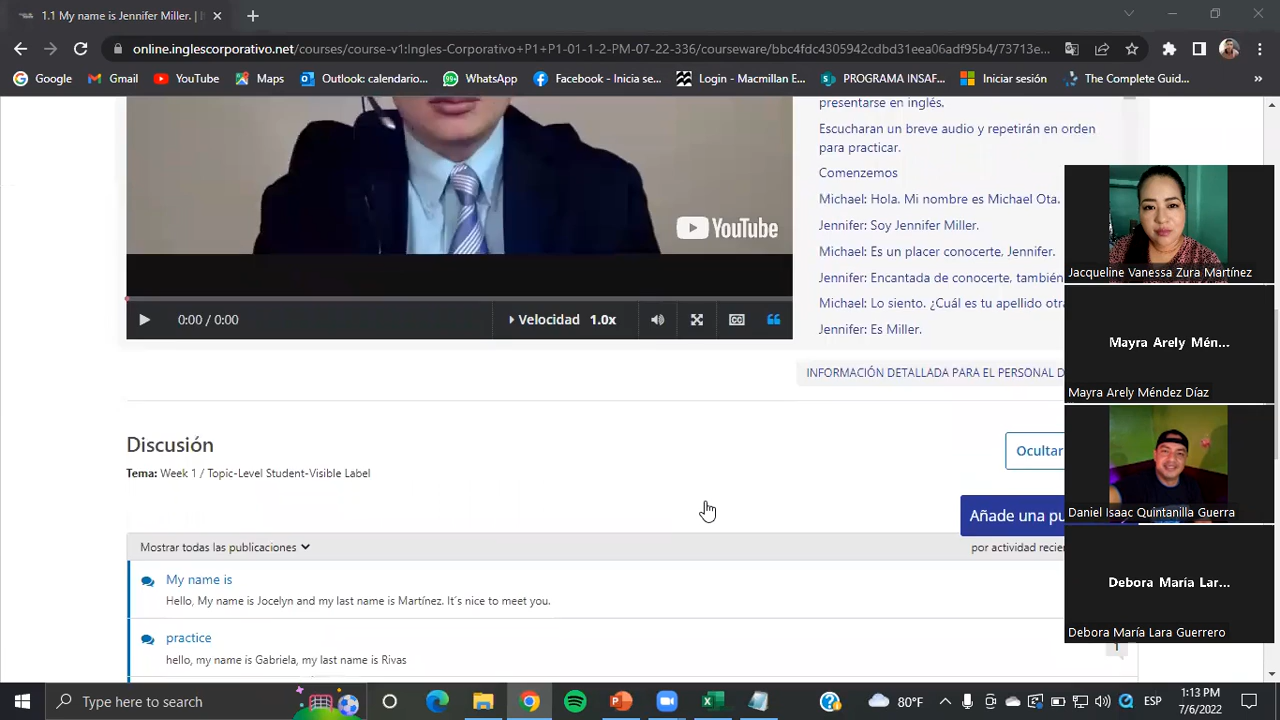 1.1 My name is Jennifer Miller. |
online.inglescorporativo.net/courses/course-v1:Ingles-Corporativo+P1+P1-01-1-2-PM-07-22-336/courseware/bbc4fdc4305942cdbd31eea06adf95b4/73713e...
Google Gmail YouTube Maps Outlook: calendario... WhatsApp Facebook - Inicia se... Login - Macmillan E... PROGRAMA INSAF... Iniciar sesión The Complete Guid... »
presentarse en inglés.
Escucharan un breve audio y repetirán en orden
para practicar.
Comenzemos
Michael: Hola. Mi nombre es Michael Ota.
Jennifer: Soy Jennifer Miller.
Michael: Es un placer conocerte, Jennifer.
Jennifer: Encantada de conocerte, también
Michael: Lo siento. ¿Cuál es tu apellido otra
Jennifer: Es Miller.
YouTube
0:00 / 0:00 Velocidad 1.0x
INFORMACIÓN DETALLADA PARA EL PERSONAL D
Jacqueline Vanessa Zura Martínez
Mayra Arely Mén...
Mayra Arely Méndez Díaz
Daniel Isaac Quintanilla Guerra
Debora María Lar...
Debora María Lara Guerrero
Discusión
Tema: Week 1 / Topic-Level Student-Visible Label
Ocultar
Añade una pu
Mostrar todas las publicaciones
por actividad recie
My name is
Hello, My name is Jocelyn and my last name is Martínez. It´s nice to meet you.
practice
hello, my name is Gabriela, my last name is Rivas
1
Type here to search
80°F ESP
1:13 PM
7/6/2022